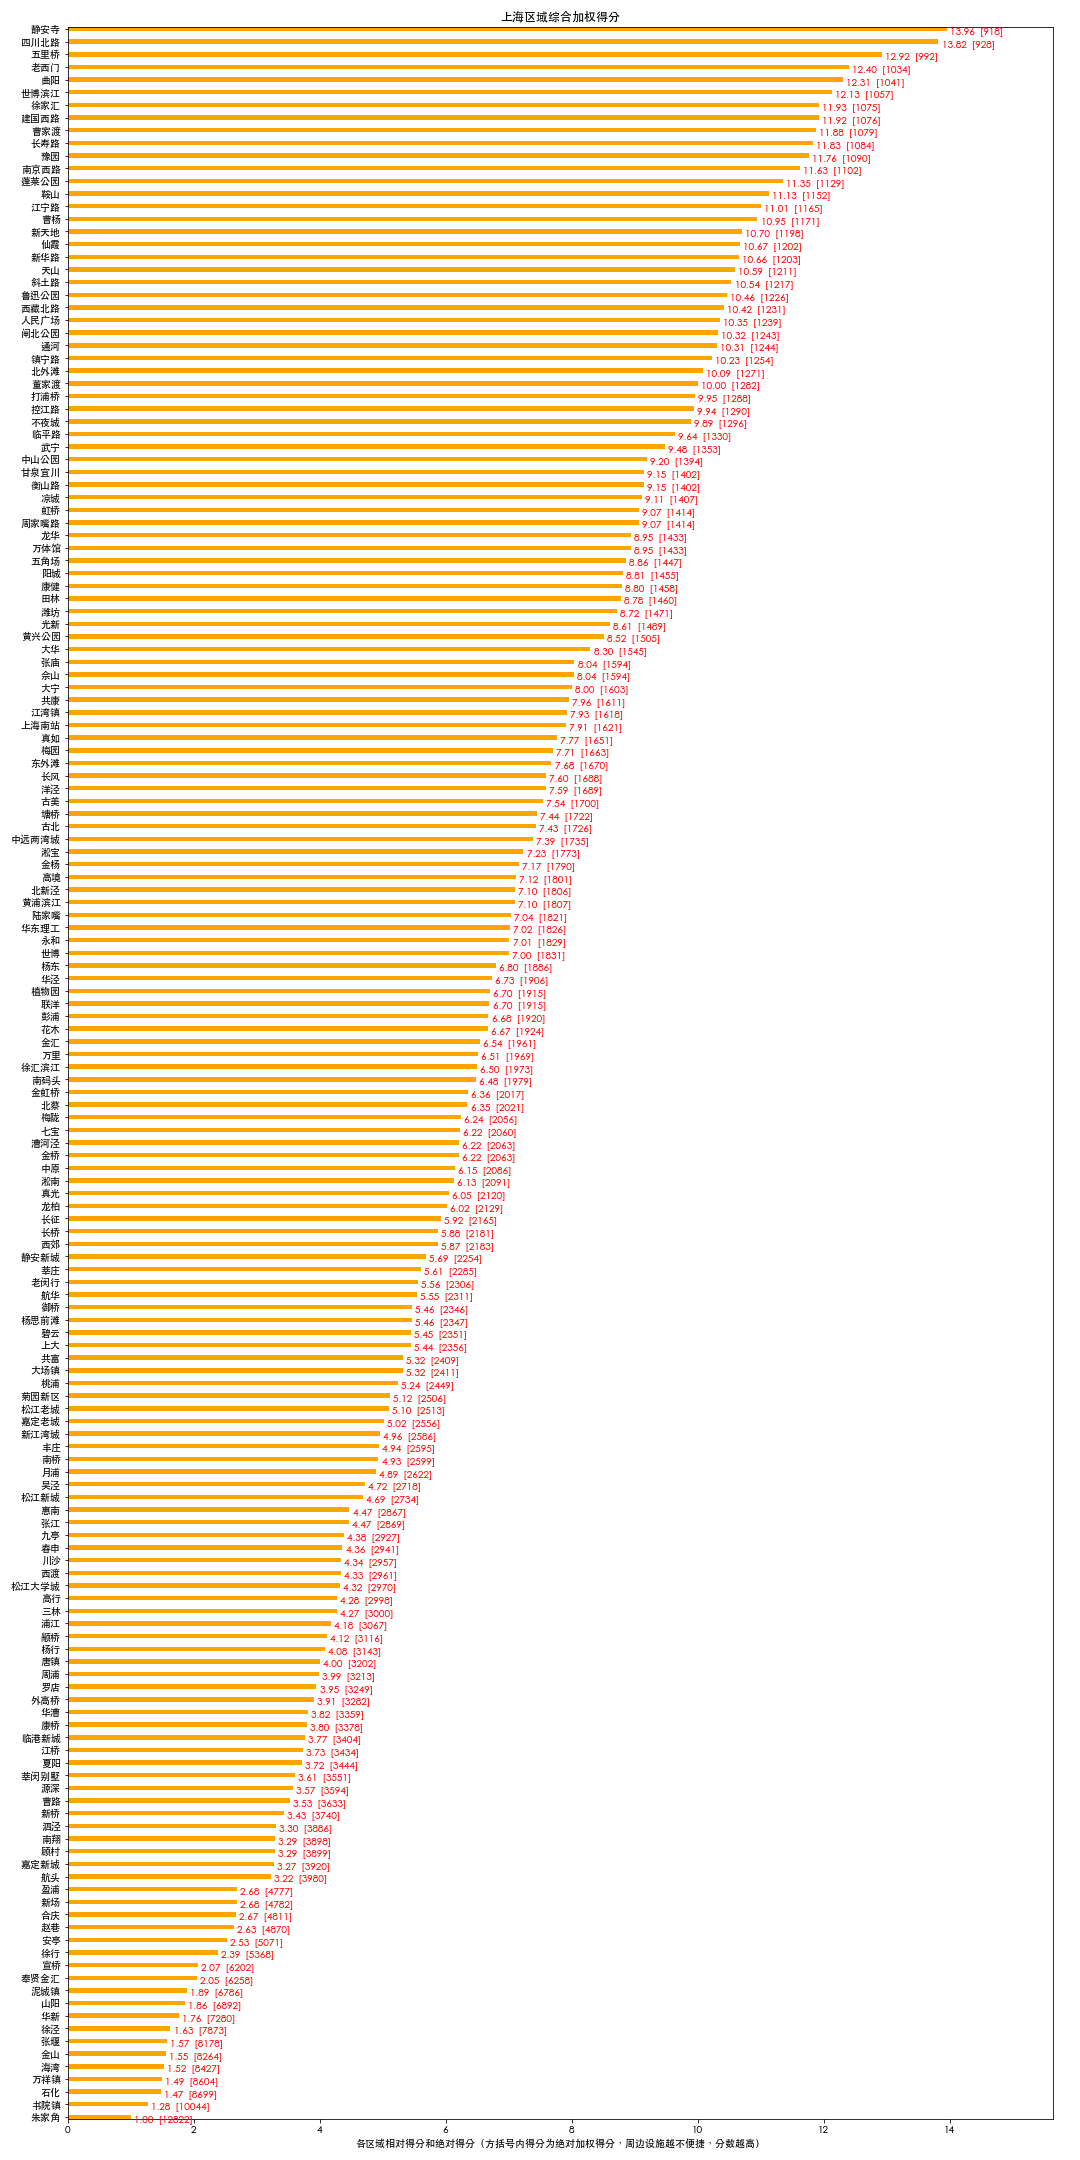 上海区域综合加权得分
静安寺 13.96 [918]
四川北路 13.82 [928]
五里桥 12.92 [992]
老西门 12.40 [1034]
曲阳 12.31 [1041]
世博滨江 12.13 [1057]
徐家汇 11.93 [1075]
建国西路 11.92 [1076]
曹家渡 11.88 [1079]
长寿路 11.83 [1084]
豫园 11.76 [1090]
南京西路 11.63 [1102]
蓬莱公园 11.35 [1129]
鞍山 11.13 [1152]
江宁路 11.01 [1165]
曹杨 10.95 [1171]
新天地 10.70 [1198]
仙霞 10.67 [1202]
新华路 10.66 [1203]
天山 10.59 [1211]
斜土路 10.54 [1217]
鲁迅公园 10.46 [1226]
西藏北路 10.42 [1231]
人民广场 10.35 [1239]
闸北公园 10.32 [1243]
通河 10.31 [1244]
镇宁路 10.23 [1254]
北外滩 10.09 [1271]
董家渡 10.00 [1282]
打浦桥 9.95 [1288]
控江路 9.94 [1290]
不夜城 9.89 [1296]
临平路 9.64 [1330]
武宁 9.48 [1353]
中山公园 9.20 [1394]
甘泉宜川 9.15 [1402]
衡山路 9.15 [1402]
凉城 9.11 [1407]
虹桥 9.07 [1414]
周家嘴路 9.07 [1414]
龙华 8.95 [1433]
万体馆 8.95 [1433]
五角场 8.86 [1447]
阳城 8.81 [1455]
康健 8.80 [1458]
田林 8.78 [1460]
潍坊 8.72 [1471]
光新 8.61 [1489]
黄兴公园 8.52 [1505]
大华 8.30 [1545]
张庙 8.04 [1594]
佘山 8.04 [1594]
大宁 8.00 [1603]
共康 7.96 [1611]
江湾镇 7.93 [1618]
上海南站 7.91 [1621]
真如 7.77 [1651]
梅园 7.71 [1663]
东外滩 7.68 [1670]
长风 7.60 [1688]
洋泾 7.59 [1689]
古美 7.54 [1700]
塘桥 7.44 [1722]
古北 7.43 [1726]
中远两湾城 7.39 [1735]
淞宝 7.23 [1773]
金杨 7.17 [1790]
高境 7.12 [1801]
北新泾 7.10 [1806]
黄浦滨江 7.10 [1807]
陆家嘴 7.04 [1821]
华东理工 7.02 [1826]
永和 7.01 [1829]
世博 7.00 [1831]
杨东 6.80 [1886]
华泾 6.73 [1906]
植物园 6.70 [1915]
联洋 6.70 [1915]
彭浦 6.68 [1920]
花木 6.67 [1924]
金汇 6.54 [1961]
万里 6.51 [1969]
徐汇滨江 6.50 [1973]
南码头 6.48 [1979]
金虹桥 6.36 [2017]
北蔡 6.35 [2021]
梅陇 6.24 [2056]
七宝 6.22 [2060]
漕河泾 6.22 [2063]
金桥 6.22 [2063]
中原 6.15 [2086]
淞南 6.13 [2091]
真光 6.05 [2120]
龙柏 6.02 [2129]
长征 5.92 [2165]
长桥 5.88 [2181]
西郊 5.87 [2183]
静安新城 5.69 [2254]
莘庄 5.61 [2285]
老闵行 5.56 [2306]
航华 5.55 [2311]
御桥 5.46 [2346]
杨思前滩 5.46 [2347]
碧云 5.45 [2351]
上大 5.44 [2356]
共富 5.32 [2409]
大场镇 5.32 [2411]
桃浦 5.24 [2449]
菊园新区 5.12 [2506]
松江老城 5.10 [2513]
嘉定老城 5.02 [2556]
新江湾城 4.96 [2586]
丰庄 4.94 [2595]
南桥 4.93 [2599]
月浦 4.89 [2622]
吴泾 4.72 [2718]
松江新城 4.69 [2734]
惠南 4.47 [2867]
张江 4.47 [2869]
九亭 4.38 [2927]
春申 4.36 [2941]
川沙 4.34 [2957]
西渡 4.33 [2961]
松江大学城 4.32 [2970]
高行 4.28 [2998]
三林 4.27 [3000]
浦江 4.18 [3067]
颛桥 4.12 [3116]
杨行 4.08 [3143]
唐镇 4.00 [3202]
周浦 3.99 [3213]
罗店 3.95 [3249]
外高桥 3.91 [3282]
华漕 3.82 [3359]
康桥 3.80 [3378]
临港新城 3.77 [3404]
江桥 3.73 [3434]
夏阳 3.72 [3444]
莘闵别墅 3.61 [3551]
源深 3.57 [3594]
曹路 3.53 [3633]
新桥 3.43 [3740]
泗泾 3.30 [3886]
南翔 3.29 [3898]
顾村 3.29 [3899]
嘉定新城 3.27 [3920]
航头 3.22 [3980]
盈浦 2.68 [4777]
新场 2.68 [4782]
合庆 2.67 [4811]
赵巷 2.63 [4870]
安亭 2.53 [5071]
徐行 2.39 [5368]
宣桥 2.07 [6202]
奉贤金汇 2.05 [6258]
泥城镇 1.89 [6786]
山阳 1.86 [6892]
华新 1.76 [7280]
徐泾 1.63 [7873]
张堰 1.57 [8178]
金山 1.55 [8264]
海湾 1.52 [8427]
万祥镇 1.49 [8604]
石化 1.47 [8699]
书院镇 1.28 [10044]
朱家角 1.00 [12822]
0 2 4 6 8 10 12 14
各区域相对得分和绝对得分（方括号内得分为绝对加权得分，周边设施越不便捷，分数越高）